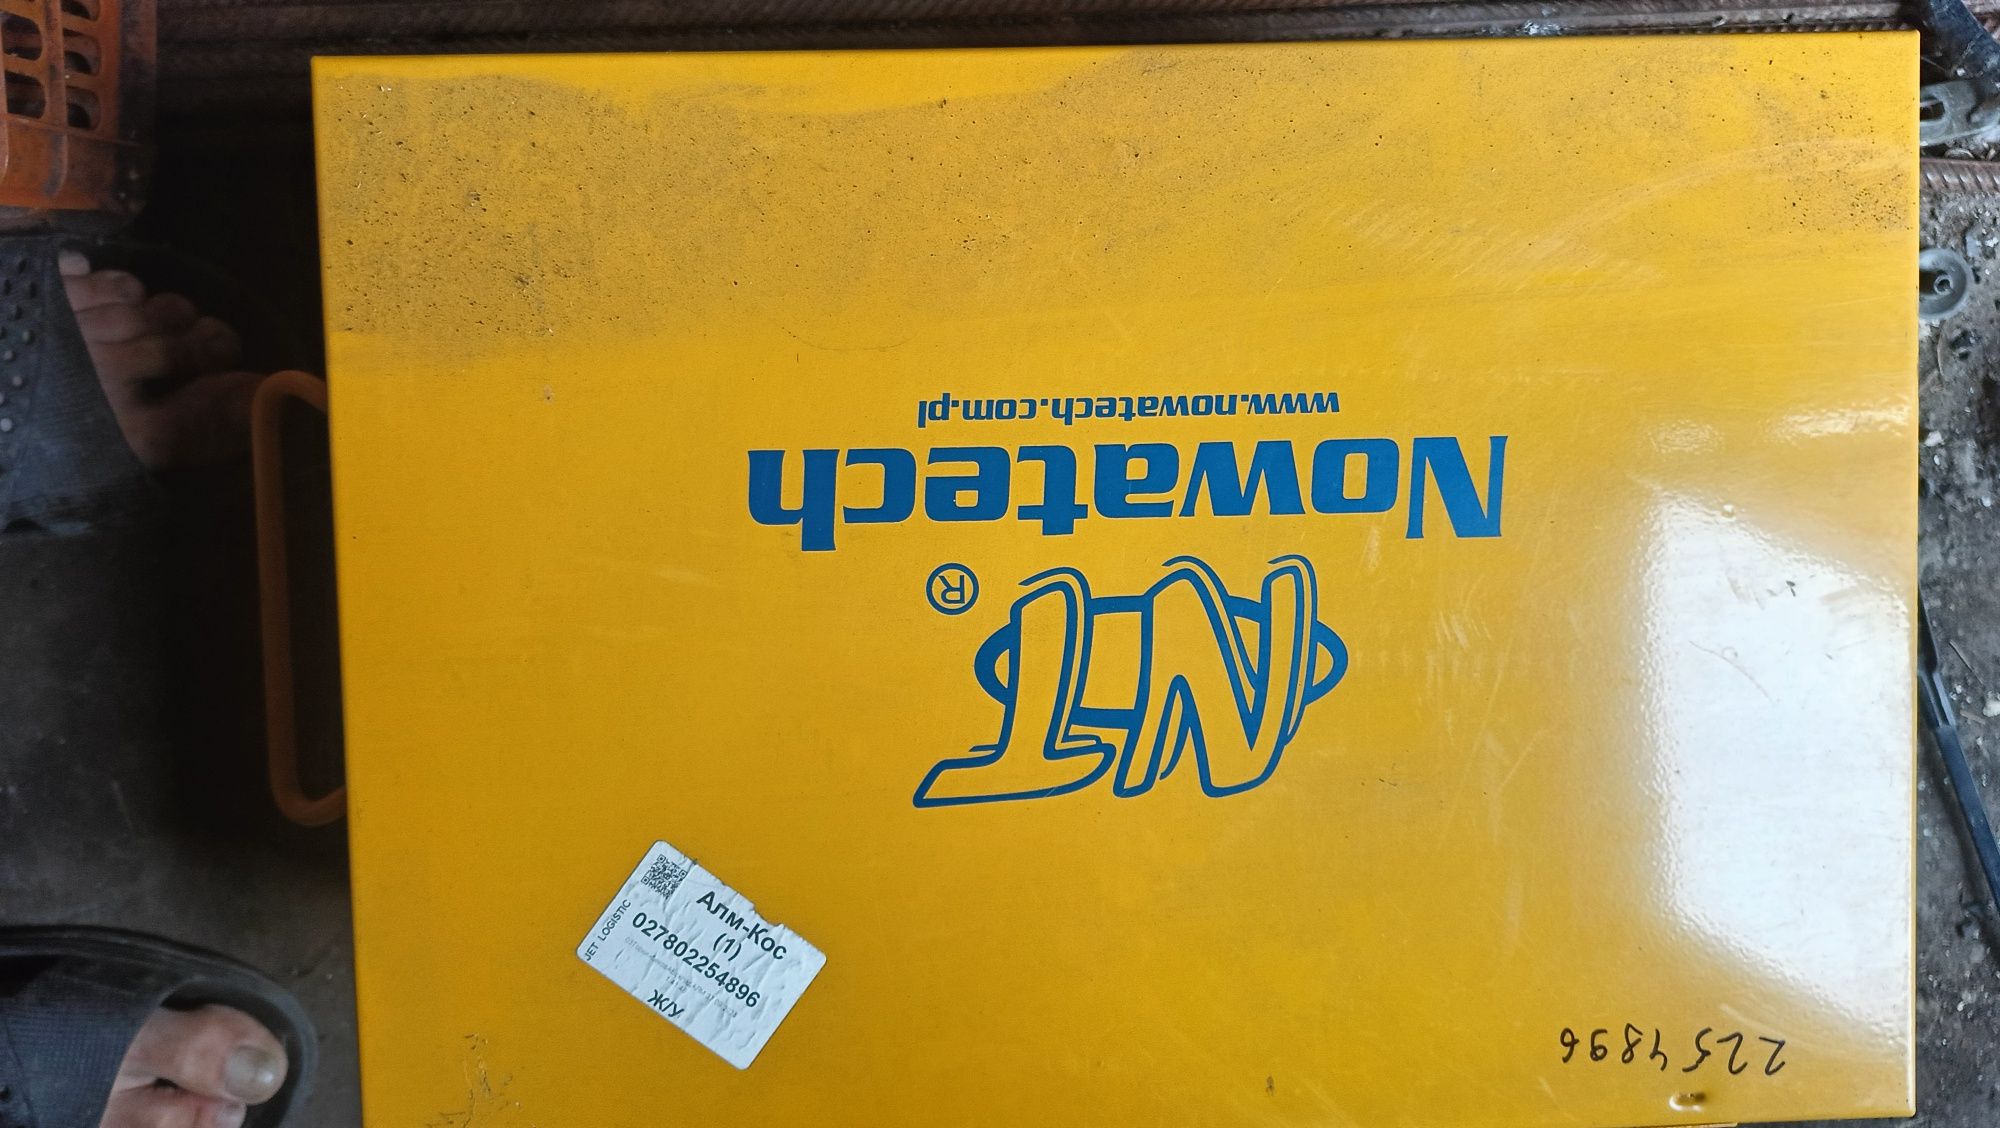 NT
®
Nowatech
www.nowatech.com.pl
JET LOGISTIC
Алм-Кос
(1)
027802254896
Ж/У
2254896